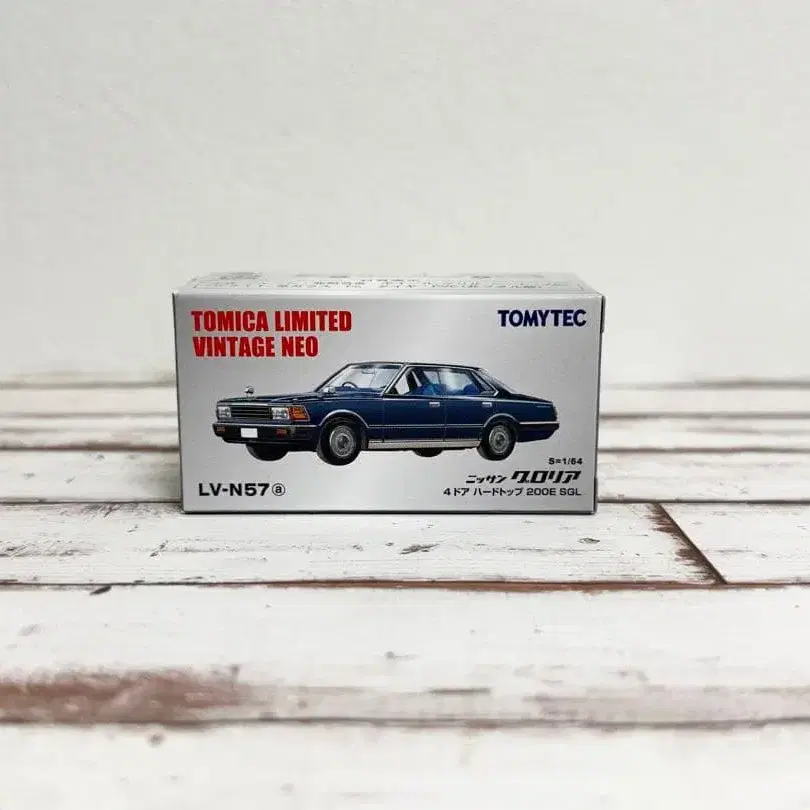 TOMICA LIMITED
VINTAGE NEO
TOMYTEC
S=1/64
ニッサン グロリア
LV-N57ⓐ
4ドア ハードトップ 200E SGL